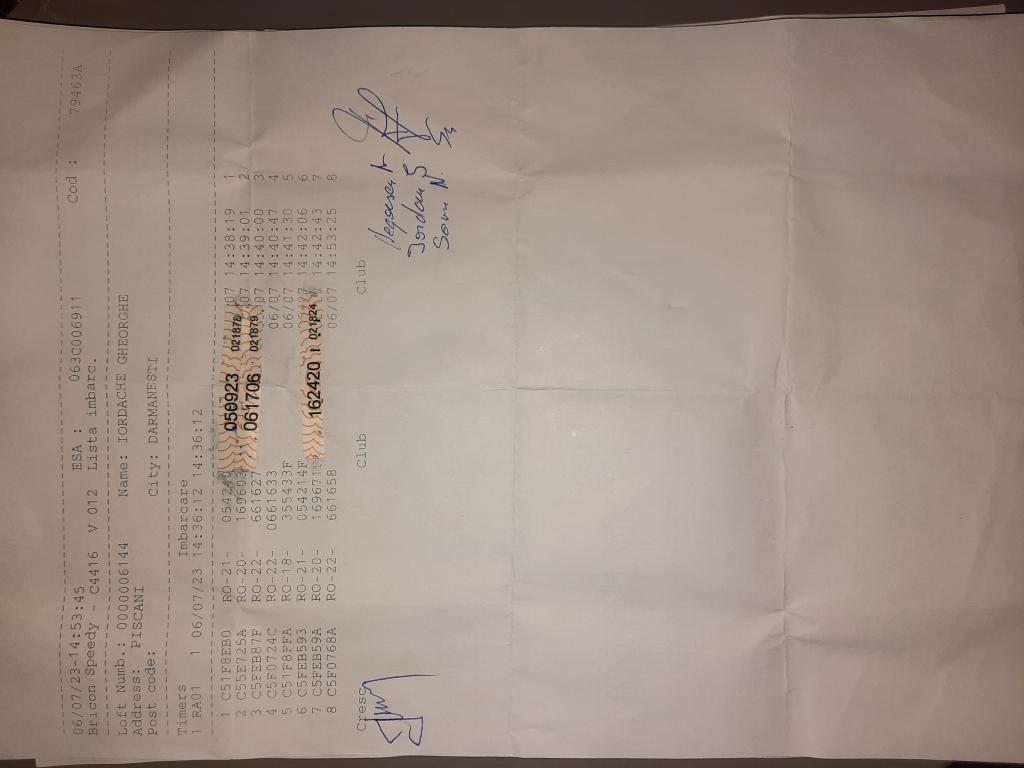 06/07/23-14:53:45 ESA : 063C006911 Cod : 79463A
Bricon Speedy - C4416 V 012 Lista imbarc.
Loft Numb.: 0000006144 Name: IORDACHE GHEORGHE
Address: PISCANI
Post code: City: DARMANESTI
Timers Imbarcare
1 RA01 1 06/07/23 14:36:12 14:36:12
1 C51F8EB0 RO-21- 050923 021878 14:38:19 1
2 C55E725A RO-20- 14:39:01 2
3 C5FEB87F RO-22- 661627 061706 021879 14:40:00 3
4 C5F0724C RO-22- 0661633 06/07 14:40:47 4
5 C51F8FFA RO-18- 355433F 06/07 14:41:30 5
6 C5FEB593 RO-21- 054214F 14:42:06 6
7 C5FEB59A RO-20- 169671F 162420 021824 14:42:43 7
8 C5F0768A RO-22- 661658 06/07 14:53:25 8
Cresc Club Club
Iordan G